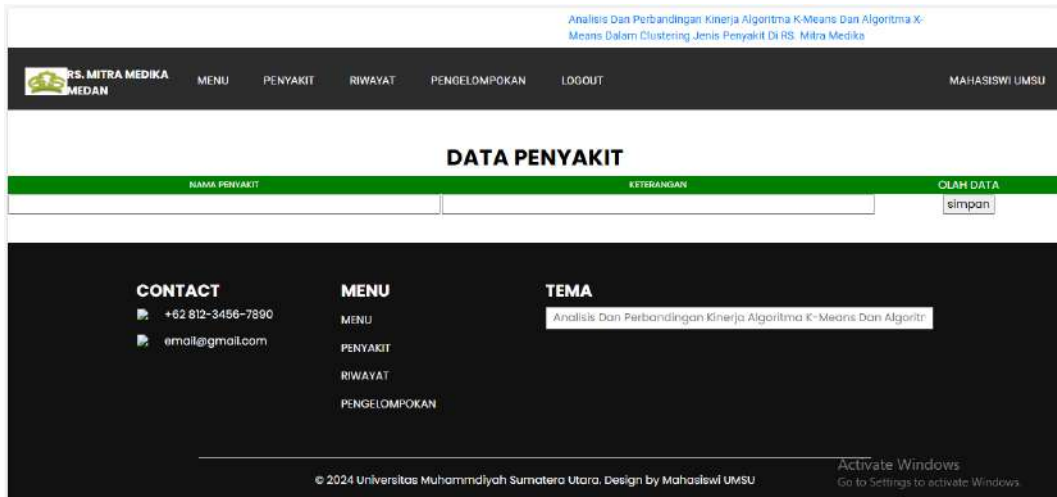 Analisis Dan Perbandingan Kinerja Algoritma K-Means Dan Algoritma X-
Means Dalam Clustering Jenis Penyakit Di RS. Mitra Medika
RS. MITRA MEDIKA
MEDAN
MENU PENYAKIT RIWAYAT PENGELOMPOKAN LOGOUT MAHASISWI UMSU
DATA PENYAKIT
NAMA PENYAKIT KETERANGAN OLAH DATA
simpan
CONTACT MENU TEMA
+62 812-3456-7890
email@gmail.com
MENU
PENYAKIT
RIWAYAT
PENGELOMPOKAN
Analisis Dan Perbandingan Kinerja Algoritma K-Means Dan Algoritm
© 2024 Universitas Muhammdiyah Sumatera Utara. Design by Mahasiswi UMSU
Activate Windows
Go to Settings to activate Windows.